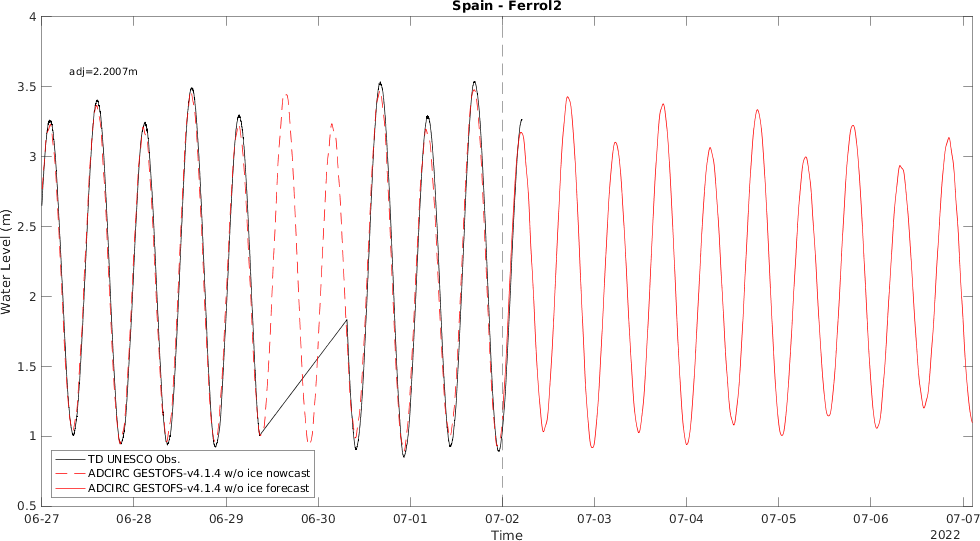 Spain - Ferrol2
4
3.5
3
2.5
2
1.5
1
0.5
Water Level (m)
adj=2.2007m
TD UNESCO Obs.
ADCIRC GESTOFS-v4.1.4 w/o ice nowcast
ADCIRC GESTOFS-v4.1.4 w/o ice forecast
06-27 06-28 06-29 06-30 07-01 07-02 07-03 07-04 07-05 07-06 07-07
Time
2022